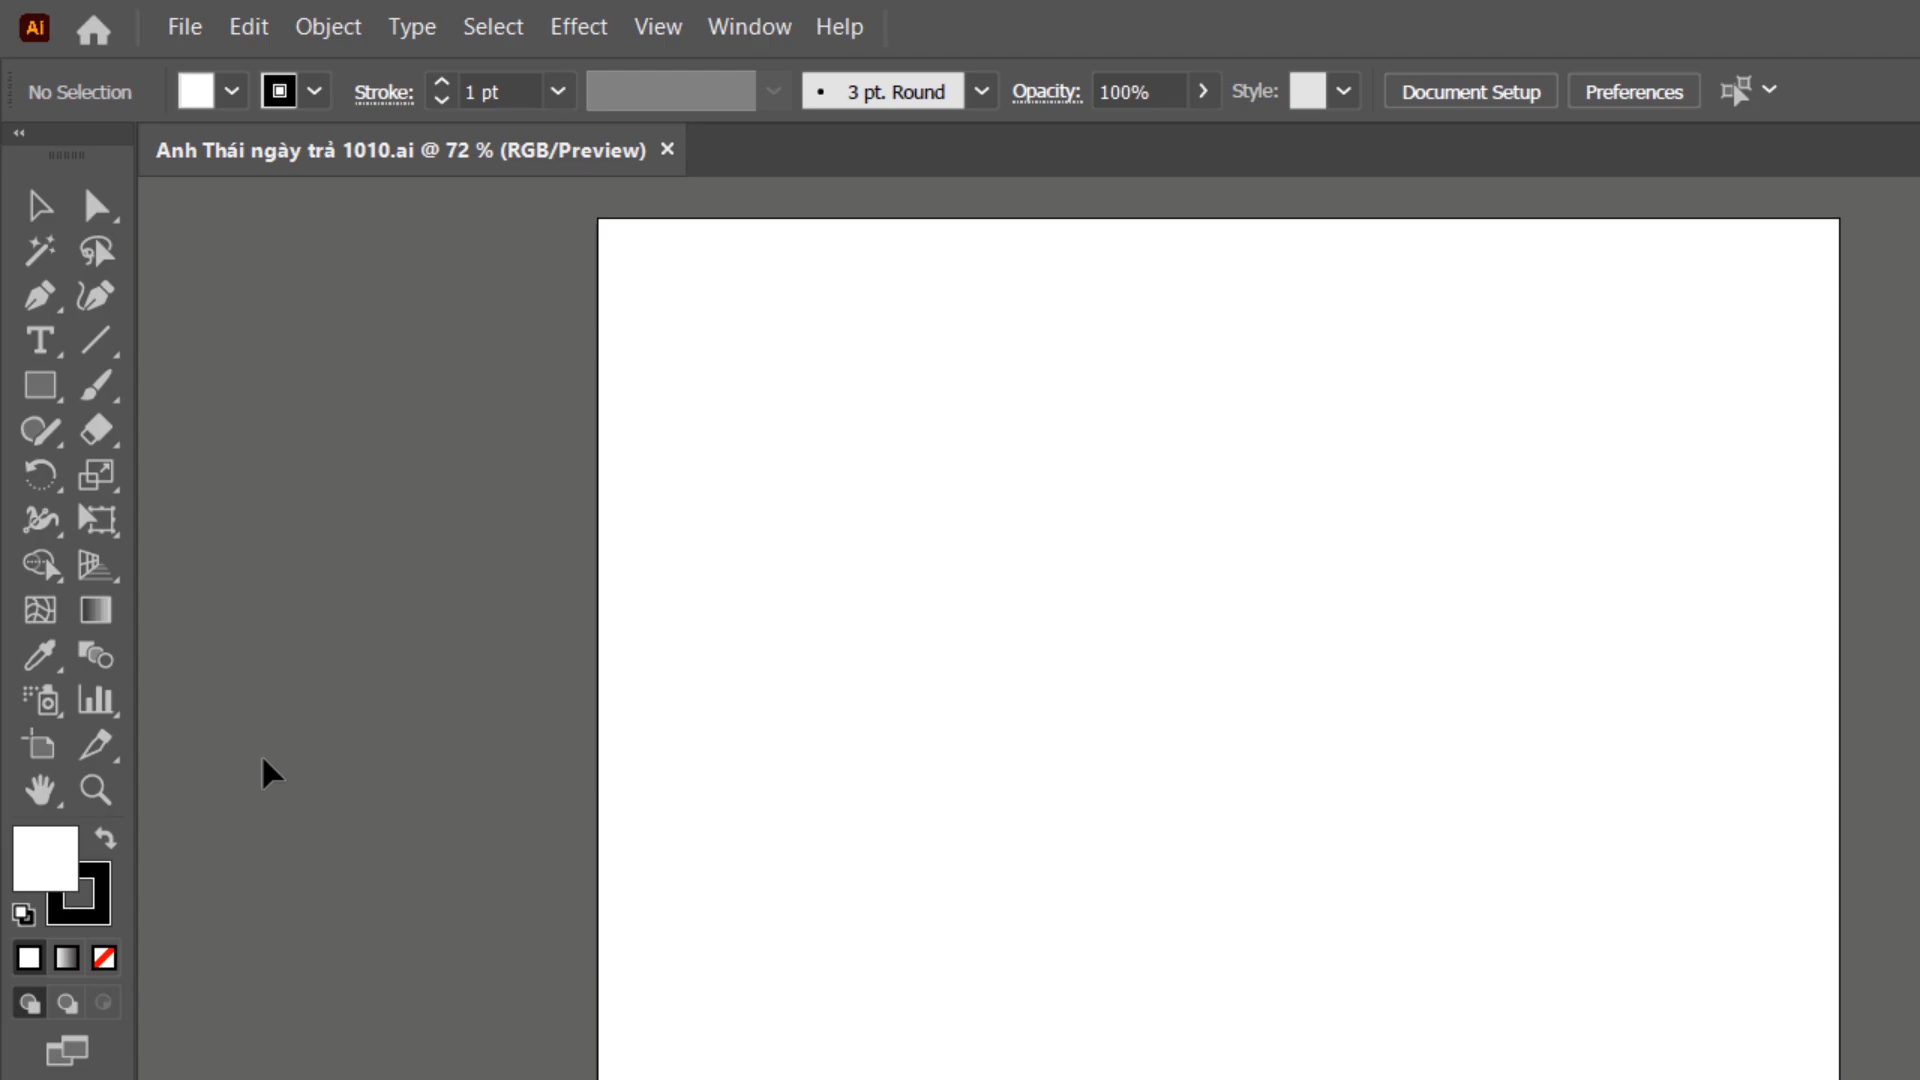 Ai File Edit Object Type Select Effect View Window Help
No Selection Stroke: 1 pt • 3 pt. Round Opacity: 100% Style: Document Setup Preferences
Anh Thái ngày trả 1010.ai @ 72 % (RGB/Preview) ×